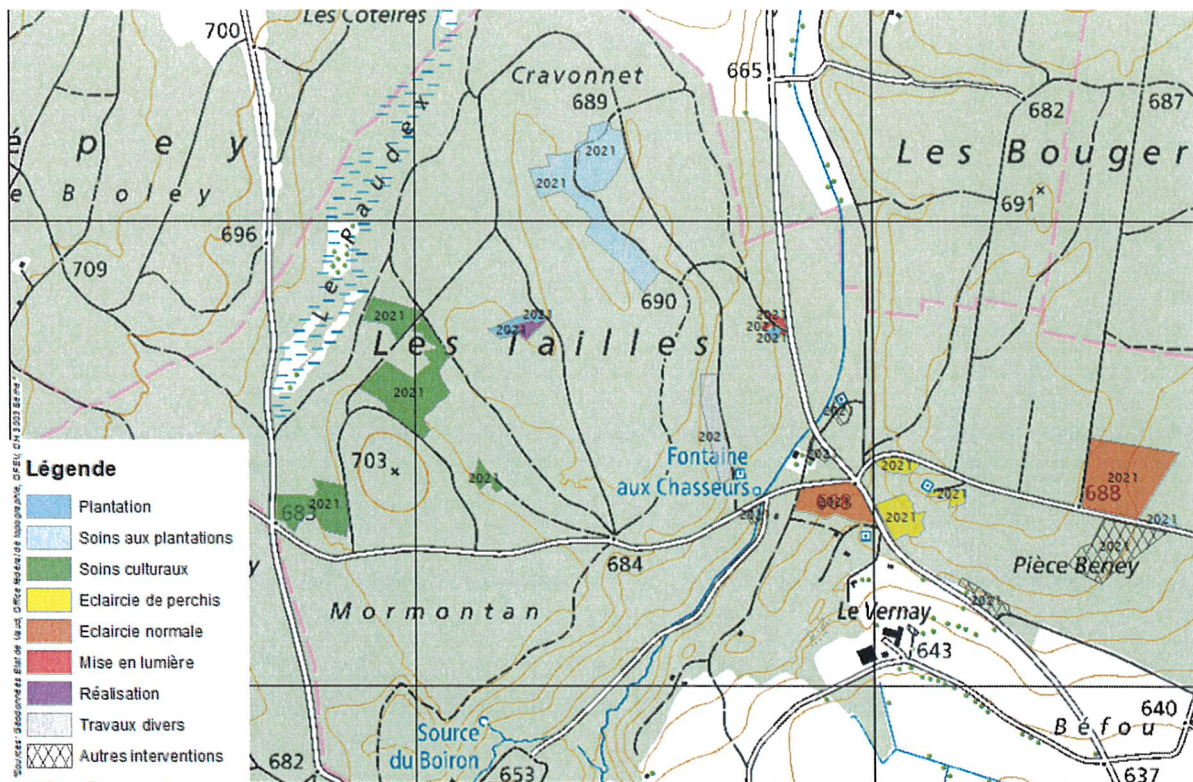 Les Coteires
700
Cravonnet
689
665
682
687
é p e y
e B o l e y
Les Bouger
2021
2021
Le Paudex
691
696
709
690
2021
2021
2021
2021
2021
2021
2021
Les Tailles
2021
2021
703
2021
Fontaine
aux Chasseurs
2021
2021
2021
688
2021
2021
2021
2021
2021
684
Pièce Beney
2021
Mormontan
Le Vernay
643
Source
du Boiron
653
682
Béfou
640
637
Légende
Plantation
Soins aux plantations
Soins culturaux
Eclaircie de perchis
Eclaircie normale
Mise en lumière
Réalisation
Travaux divers
Autres interventions